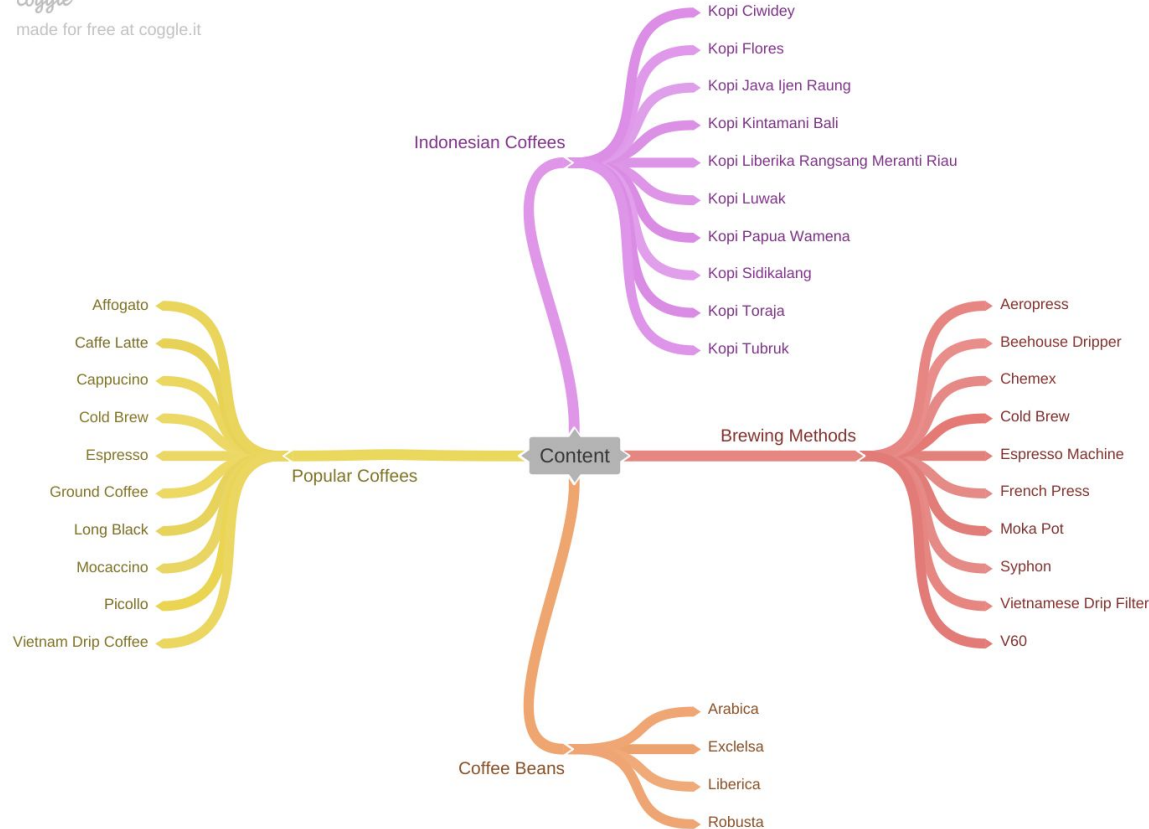 coggle
made for free at coggle.it
Indonesian Coffees
Kopi Ciwidey
Kopi Flores
Kopi Java Ijen Raung
Kopi Kintamani Bali
Kopi Liberika Rangsang Meranti Riau
Kopi Luwak
Kopi Papua Wamena
Kopi Sidikalang
Kopi Toraja
Kopi Tubruk
Content
Popular Coffees
Affogato
Caffe Latte
Cappucino
Cold Brew
Espresso
Ground Coffee
Long Black
Mocaccino
Picollo
Vietnam Drip Coffee
Brewing Methods
Aeropress
Beehouse Dripper
Chemex
Cold Brew
Espresso Machine
French Press
Moka Pot
Syphon
Vietnamese Drip Filter
V60
Coffee Beans
Arabica
Exclelsa
Liberica
Robusta